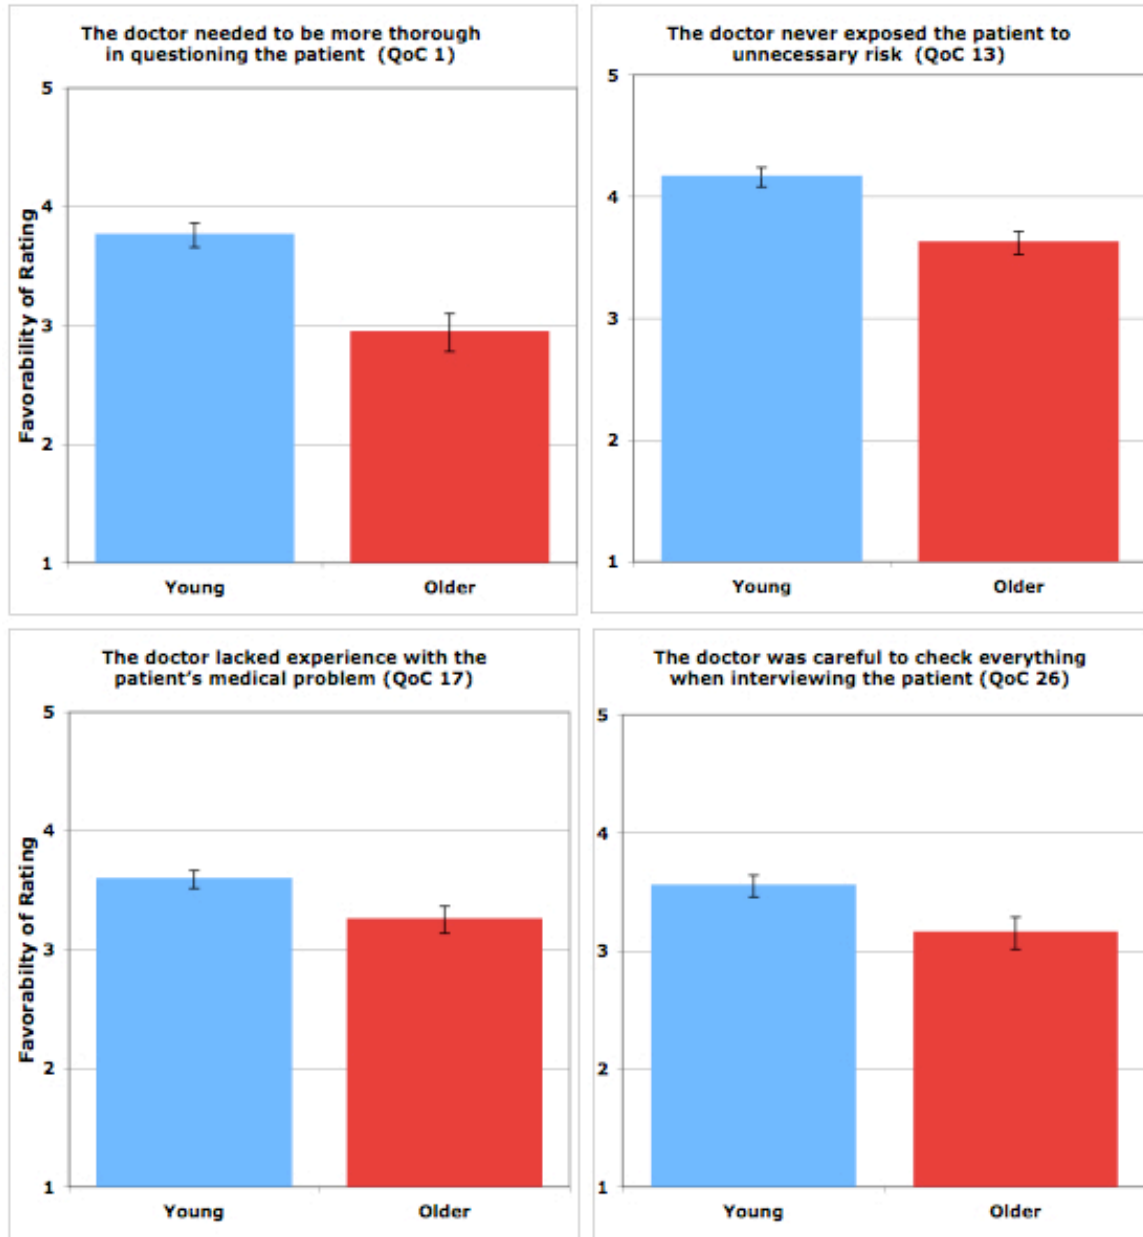 The doctor needed to be more thorough
in questioning the patient (QoC 1)
5
4
3
2
1
Favorability of Rating
Young
Older
The doctor never exposed the patient to
unnecessary risk (QoC 13)
5
4
3
2
1
Young
Older
The doctor lacked experience with the
patient’s medical problem (QoC 17)
5
4
3
2
1
Favorabilty of Rating
Young
Older
The doctor was careful to check everything
when interviewing the patient (QoC 26)
5
4
3
2
1
Young
Older